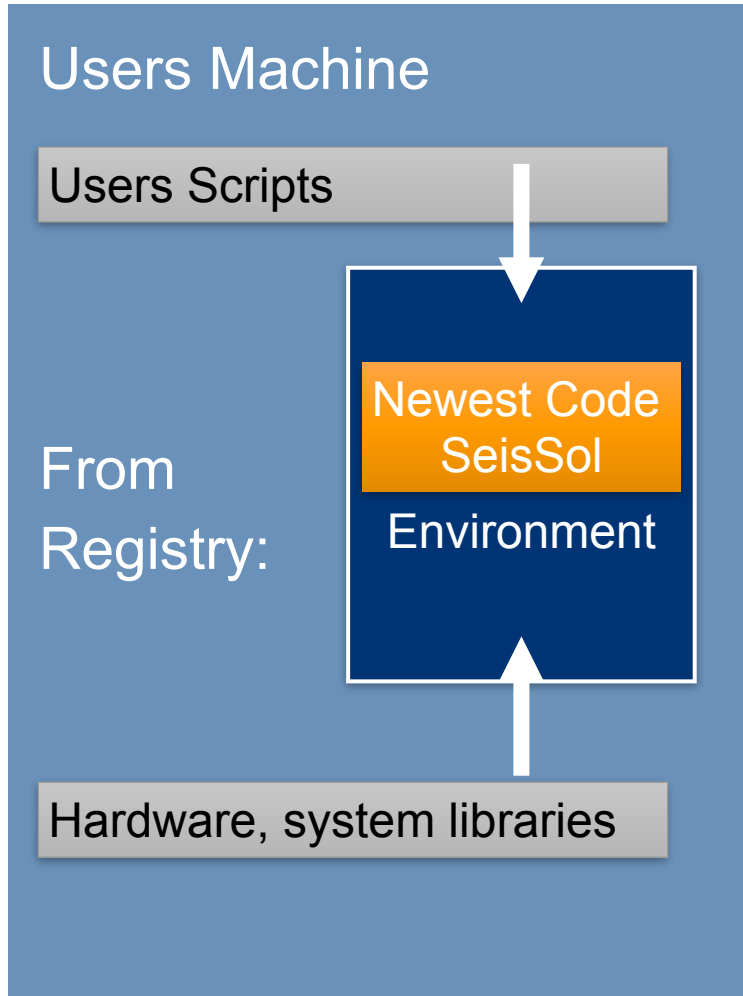 Users Machine
Users Scripts
Newest Code
SeisSol
From
Registry:
Environment
Hardware, system libraries